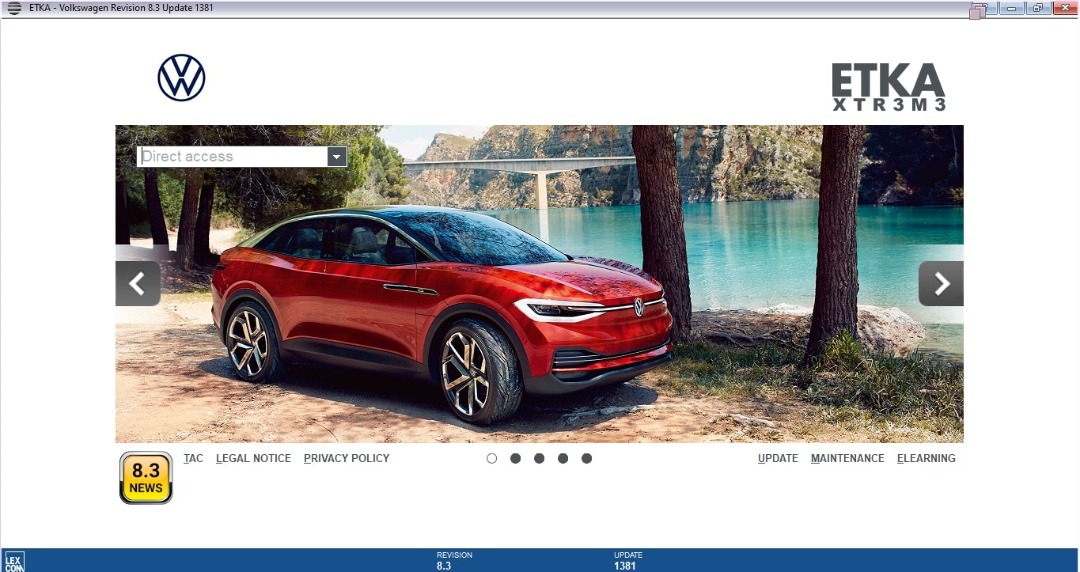 ETKA - Volkswagen Revision 8.3 Update 1381
ETKA
XTR3M3
Direct access
8.3
NEWS
TAC LEGAL NOTICE PRIVACY POLICY
UPDATE MAINTENANCE ELEARNING
LEX
COM
REVISION
8.3
UPDATE
1381